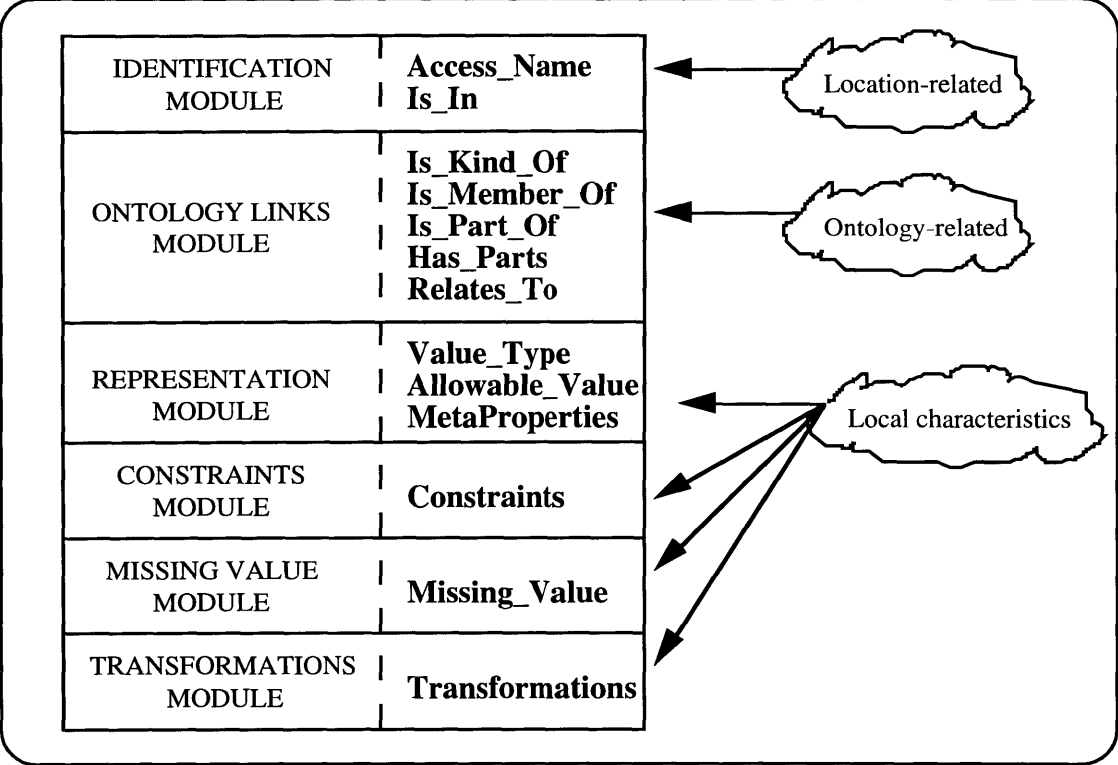 IDENTIFICATION
MODULE
Access_Name
Is_In
Location-related
ONTOLOGY LINKS
MODULE
Is_Kind_Of
Is_Member_Of
Is_Part_Of
Has_Parts
Relates_To
Ontology-related
REPRESENTATION
MODULE
Value_Type
Allowable_Value
MetaProperties
Local characteristics
CONSTRAINTS
MODULE
Constraints
MISSING VALUE
MODULE
Missing_Value
TRANSFORMATIONS
MODULE
Transformations